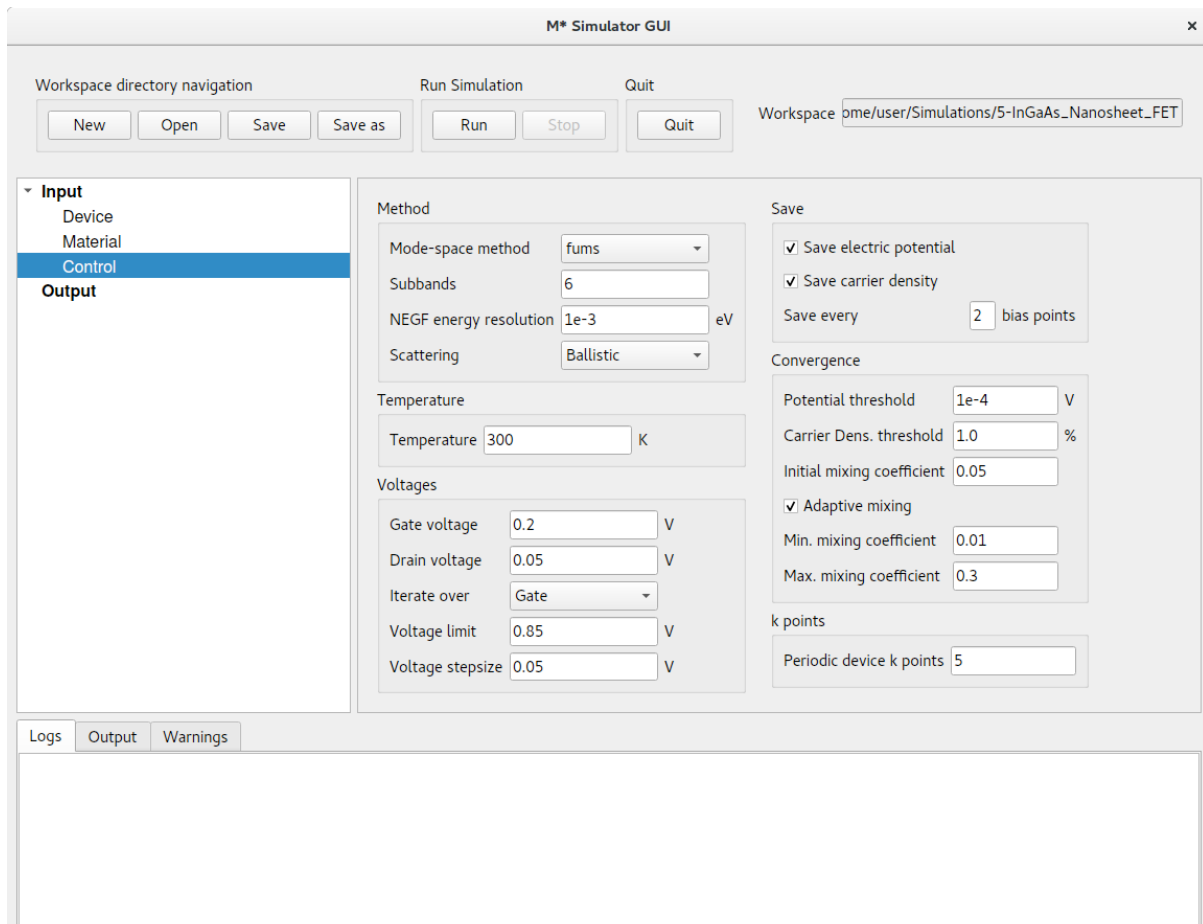 M* Simulator GUI
×
Workspace directory navigation
New Open Save Save as
Run Simulation
Run Stop
Quit
Quit
Workspace ome/user/Simulations/5-InGaAs_Nanosheet_FET
Input
Device
Material
Control
Output
Method
Mode-space method fums
Subbands 6
NEGF energy resolution 1e-3 eV
Scattering Ballistic
Temperature
Temperature 300 K
Voltages
Gate voltage 0.2 V
Drain voltage 0.05 V
Iterate over Gate
Voltage limit 0.85 V
Voltage stepsize 0.05 V
Save
Save electric potential
Save carrier density
Save every 2 bias points
Convergence
Potential threshold 1e-4 V
Carrier Dens. threshold 1.0 %
Initial mixing coefficient 0.05
Adaptive mixing
Min. mixing coefficient 0.01
Max. mixing coefficient 0.3
k points
Periodic device k points 5
Logs Output Warnings